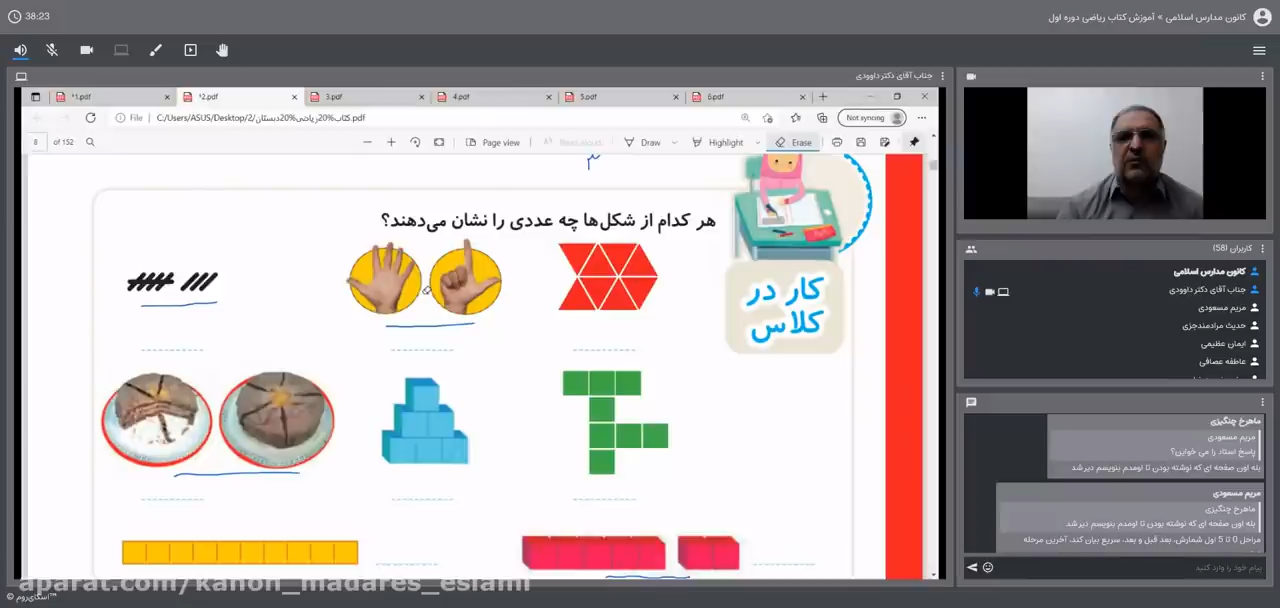 38:23
کانون مدارس اسلامی » آموزش کتاب ریاضی دوره اول
جناب آقای دکتر داوودی
*1.pdf
*2.pdf
3.pdf
4.pdf
5.pdf
6.pdf
File
C:/Users/ASUS/Desktop/2/کتاب%20ریاضی%20دبستان.pdf
Not syncing
8 of 152
Page view
Read aloud
Draw
Highlight
Erase
۳
هر کدام از شکل‌ها چه عددی را نشان می‌دهند؟
کار در
کلاس
کاربران (58)
کانون مدارس اسلامی
جناب آقای دکتر داوودی
مریم مسعودی
حدیث مرادمندجزی
ایمان عظیمی
عاطفه عصافی
ماهرخ چنگیزی
مریم مسعودی
پاسخ استاد را می خواین؟
بله اون صفحه ای که نوشته بودن تا اومدم بنویسم دیر شد
مریم مسعودی
ماهرخ چنگیزی
بله اون صفحه ای که نوشته بودن تا اومدم بنویسم دیر شد
مراحل 0 تا 5 اول شمارش، بعد قبل و بعد، سریع بیان کند. آخرین مرحله
پیام خود را وارد کنید
aparat.com/kanon_madares_eslami
© اسکای‌روم™